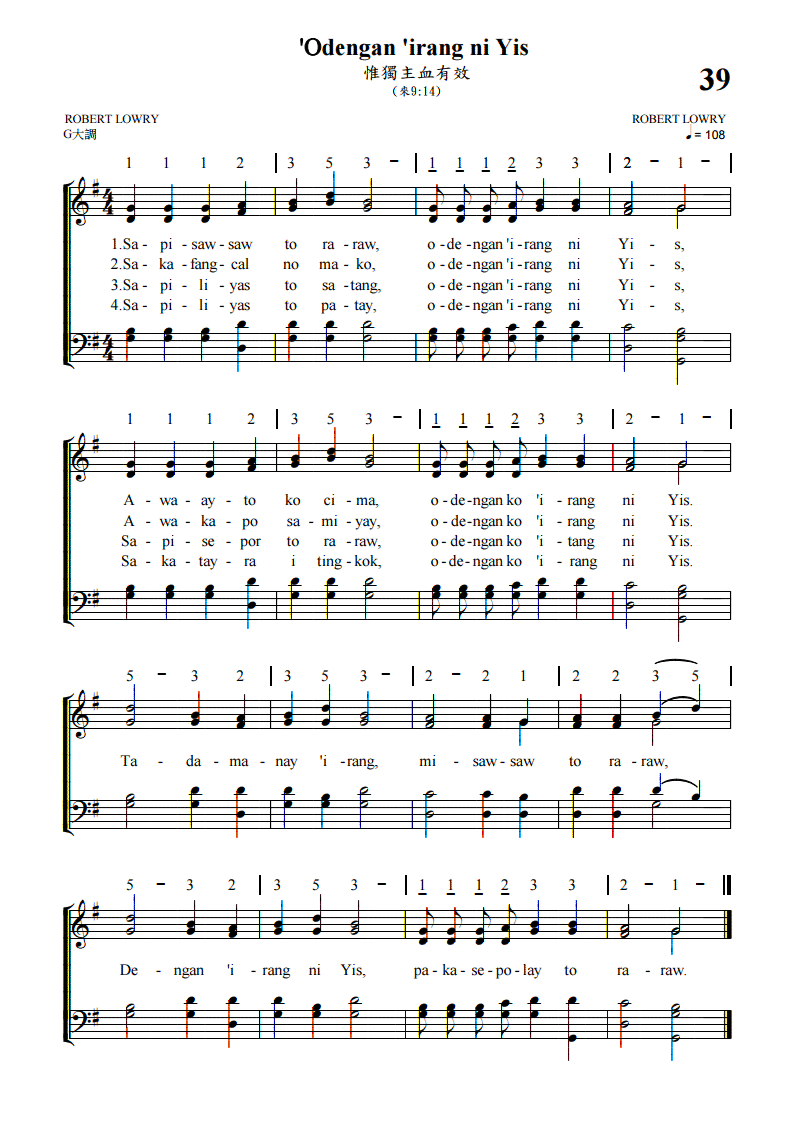 'Odengan 'irang ni Yis
惟獨主血有效
(來9:14)
39
ROBERT LOWRY
ROBERT LOWRY
G大調
♩ = 108
1 1 1 2 | 3 5 3 - | 1 1 1 2 3 3 | 2 - 1 - |
1.Sa - pi - saw - saw to ra - raw, o - de - ngan 'i - rang ni Yi - s,
2.Sa - ka - fang - cal no ma - ko, o - de - ngan 'i - rang ni Yi - s,
3.Sa - pi - li - yas to sa - tang, o - de - ngan 'i - rang ni Yi - s,
4.Sa - pi - li - yas to pa - tay, o - de - ngan 'i - rang ni Yi - s,
1 1 1 2 | 3 5 3 - | 1 1 1 2 3 3 | 2 - 1 - |
A - wa - ay - to ko ci - ma, o - de - ngan ko 'i - rang ni Yis.
A - wa - ka - po sa - mi - yay, o - de - ngan ko 'i - rang ni Yis.
Sa - pi - se - por to ra - raw, o - de - ngan ko 'i - tang ni Yis.
Sa - ka - tay - ra i ting - kok, o - de - ngan ko 'i - rang ni Yis.
5 - 3 2 | 3 5 3 - | 2 - 2 1 | 2 2 3 5 |
Ta - da - ma - nay 'i - rang, mi - saw - saw to ra - raw,
5 - 3 2 | 3 5 3 - | 1 1 1 2 3 3 | 2 - 1 - ‖
De - ngan 'i - rang ni Yis, pa - ka - se - po - lay to ra - raw.